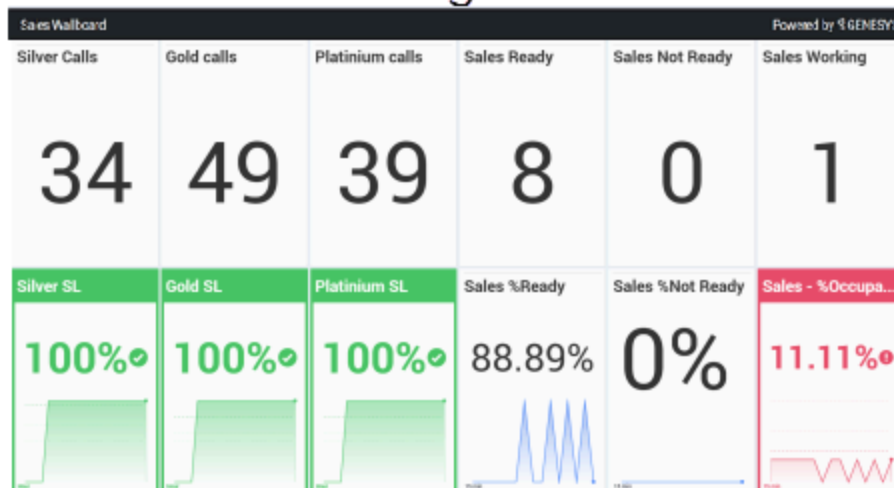 Sales Wallboard
Powered by GENESYS
Silver Calls
Gold calls
Platinium calls
Sales Ready
Sales Not Ready
Sales Working
34
49
39
8
0
1
Silver SL
Gold SL
Platinium SL
Sales %Ready
Sales %Not Ready
Sales - %Occupa...
100%
100%
100%
88.89%
0%
11.11%